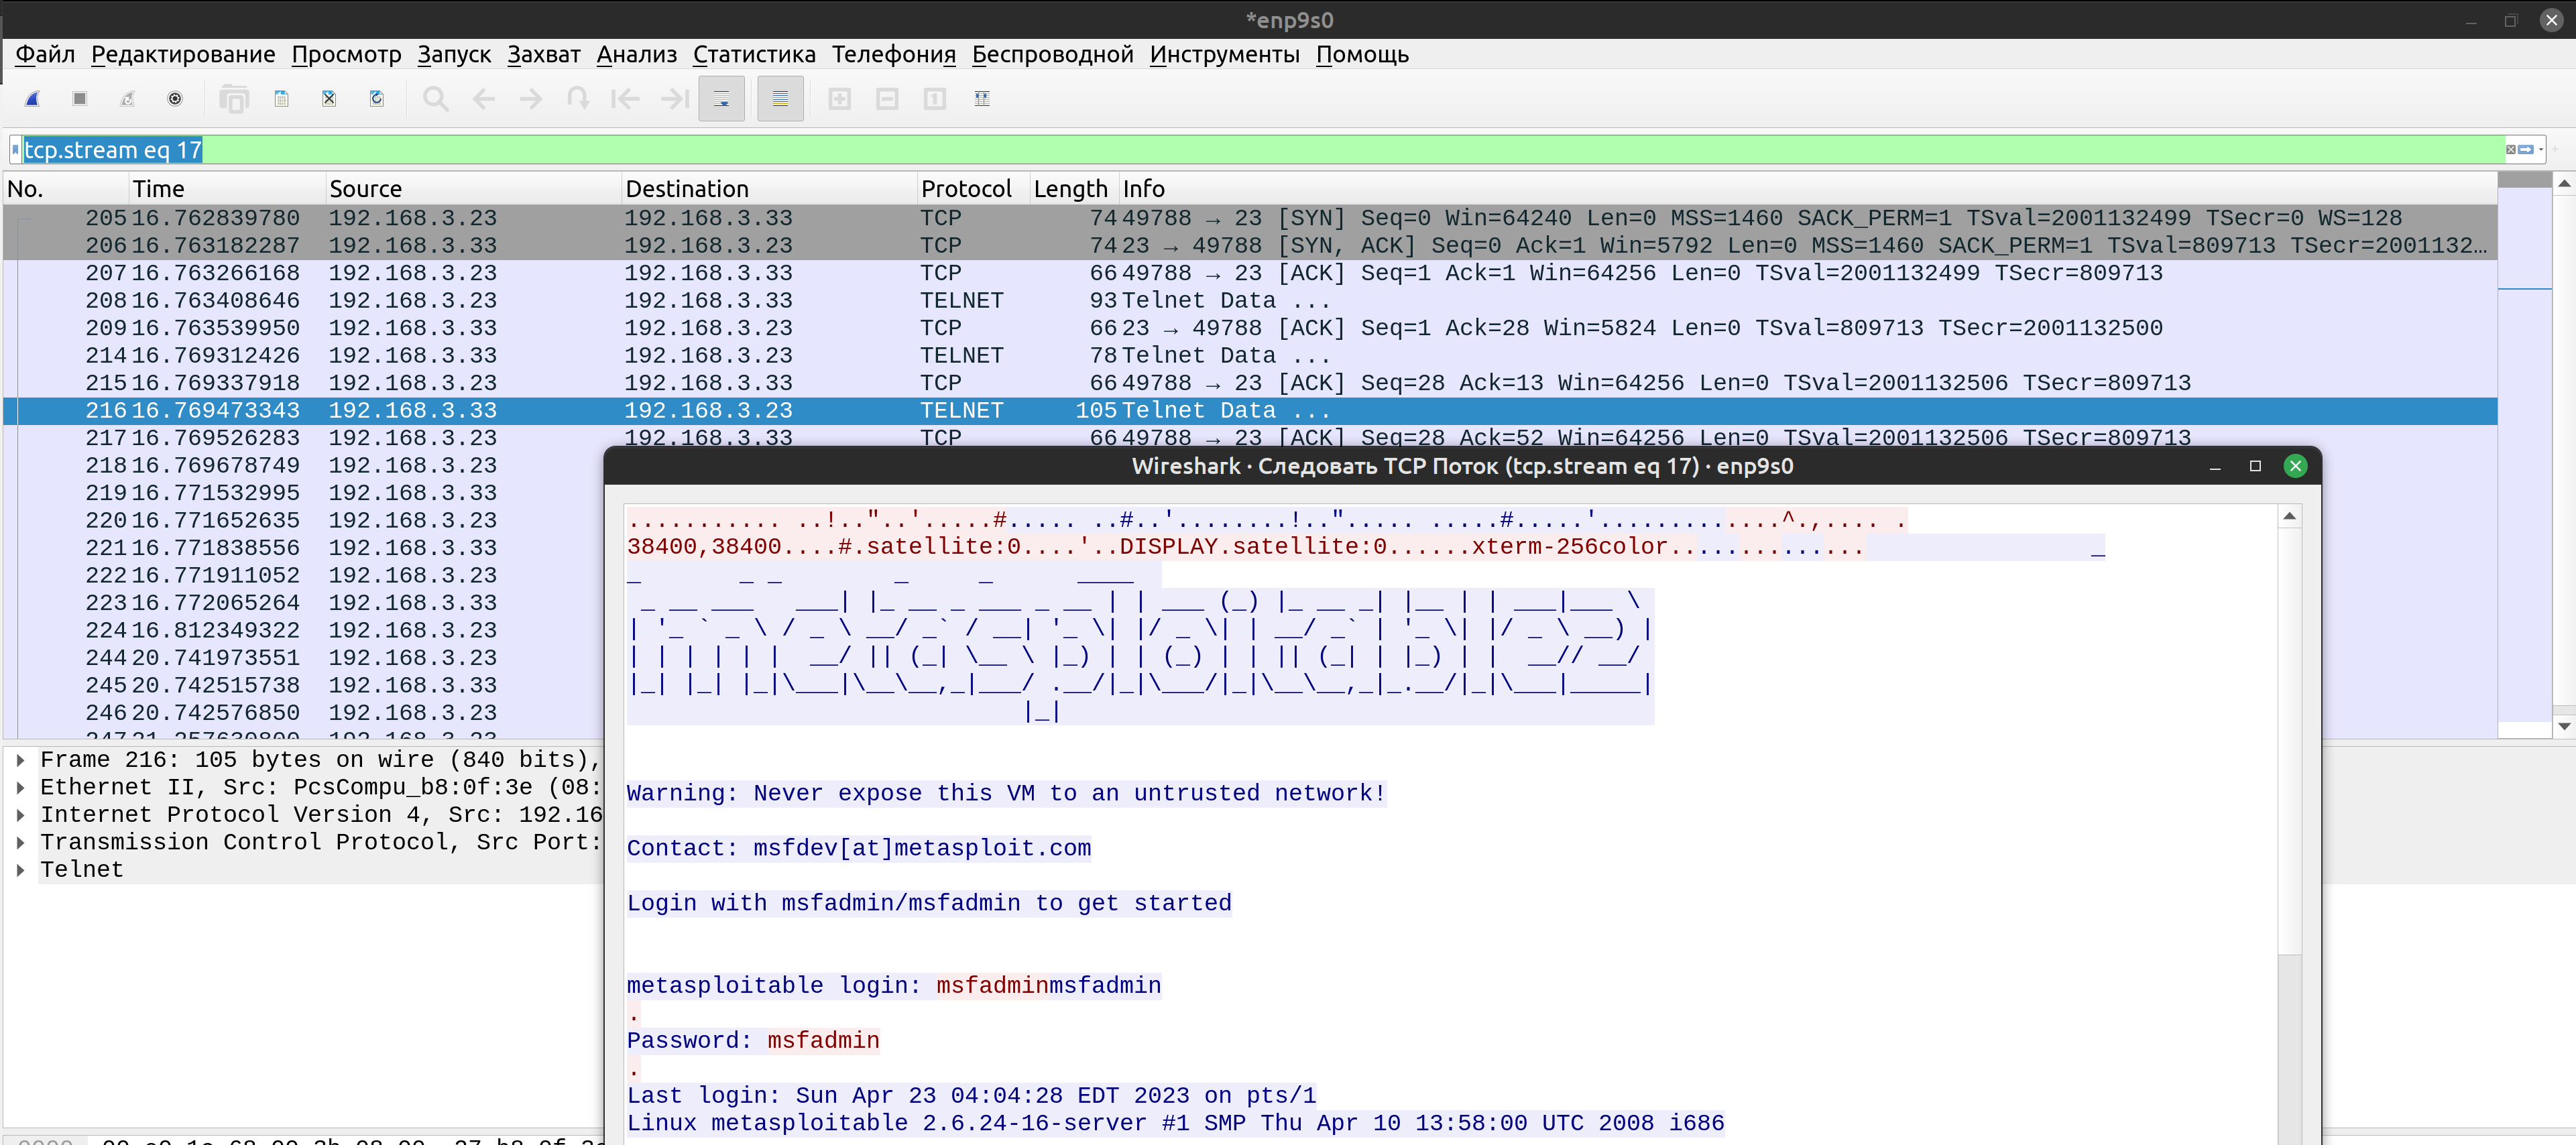 *enp9s0
Файл Редактирование Просмотр Запуск Захват Анализ Статистика Телефония Беспроводной Инструменты Помощь
tcp.stream eq 17
No. Time Source Destination Protocol Length Info
205 16.762839780 192.168.3.23 192.168.3.33 TCP 74 49788 → 23 [SYN] Seq=0 Win=64240 Len=0 MSS=1460 SACK_PERM=1 TSval=2001132499 TSecr=0 WS=128
206 16.763182287 192.168.3.33 192.168.3.23 TCP 74 23 → 49788 [SYN, ACK] Seq=0 Ack=1 Win=5792 Len=0 MSS=1460 SACK_PERM=1 TSval=809713 TSecr=2001132…
207 16.763266168 192.168.3.23 192.168.3.33 TCP 66 49788 → 23 [ACK] Seq=1 Ack=1 Win=64256 Len=0 TSval=2001132499 TSecr=809713
208 16.763408646 192.168.3.23 192.168.3.33 TELNET 93 Telnet Data ...
209 16.763539950 192.168.3.33 192.168.3.23 TCP 66 23 → 49788 [ACK] Seq=1 Ack=28 Win=5824 Len=0 TSval=809713 TSecr=2001132500
214 16.769312426 192.168.3.33 192.168.3.23 TELNET 78 Telnet Data ...
215 16.769337918 192.168.3.23 192.168.3.33 TCP 66 49788 → 23 [ACK] Seq=28 Ack=13 Win=64256 Len=0 TSval=2001132506 TSecr=809713
216 16.769473343 192.168.3.33 192.168.3.23 TELNET 105 Telnet Data ...
217 16.769526283 192.168.3.23 192.168.3.33 TCP 66 49788 → 23 [ACK] Seq=28 Ack=52 Win=64256 Len=0 TSval=2001132506 TSecr=809713
218 16.769678749 192.168.3.23
219 16.771532995 192.168.3.33
220 16.771652635 192.168.3.23
221 16.771838556 192.168.3.33
222 16.771911052 192.168.3.23
223 16.772065264 192.168.3.33
224 16.812349322 192.168.3.23
244 20.741973551 192.168.3.23
245 20.742515738 192.168.3.33
246 20.742576850 192.168.3.23
Frame 216: 105 bytes on wire (840 bits),
Ethernet II, Src: PcsCompu_b8:0f:3e (08:
Internet Protocol Version 4, Src: 192.16
Transmission Control Protocol, Src Port:
Telnet
Wireshark · Следовать TCP Поток (tcp.stream eq 17) · enp9s0
........... ..!.."..'.....#..... ..#..'........!.."..... .....#.....'.............^.,.... .
38400,38400....#.satellite:0....'..DISPLAY.satellite:0......xterm-256color..............
metasploitable2
Warning: Never expose this VM to an untrusted network!
Contact: msfdev[at]metasploit.com
Login with msfadmin/msfadmin to get started
metasploitable login: msfadminmsfadmin
.
Password: msfadmin
.
Last login: Sun Apr 23 04:04:28 EDT 2023 on pts/1
Linux metasploitable 2.6.24-16-server #1 SMP Thu Apr 10 13:58:00 UTC 2008 i686